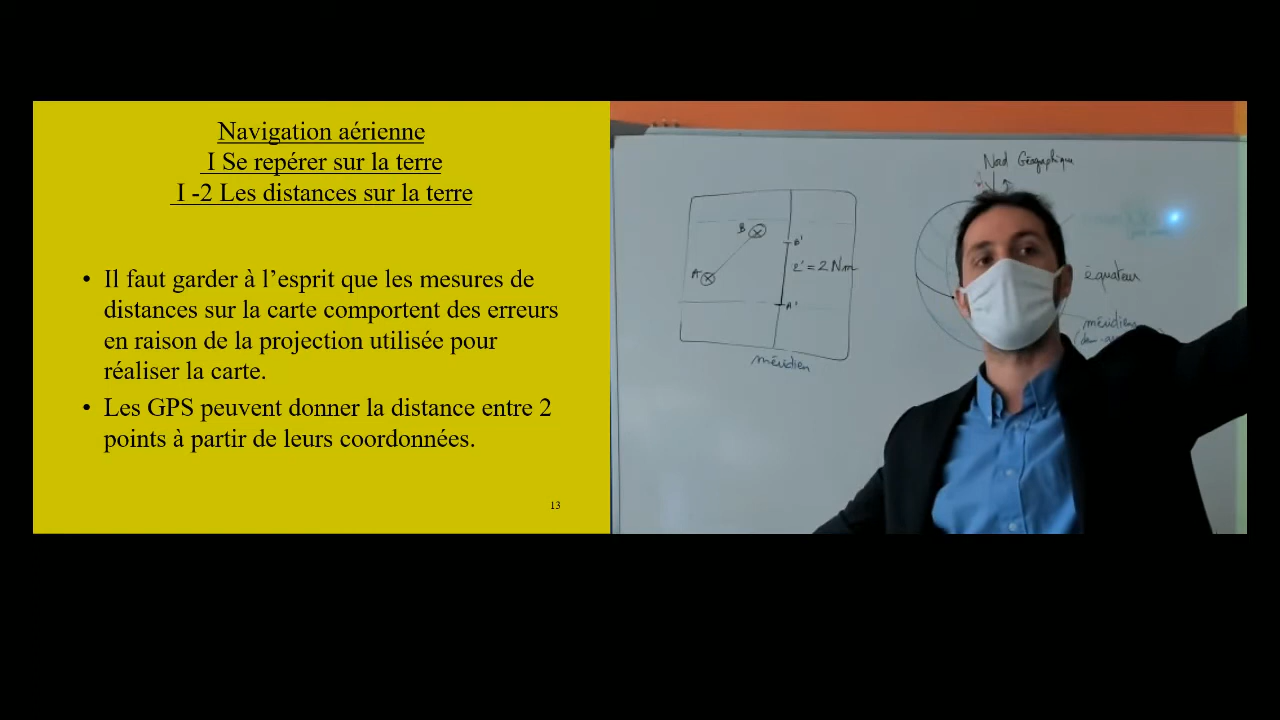 Navigation aérienne
I Se repérer sur la terre
I -2 Les distances sur la terre
• Il faut garder à l'esprit que les mesures de
distances sur la carte comportent des erreurs
en raison de la projection utilisée pour
réaliser la carte.
• Les GPS peuvent donner la distance entre 2
points à partir de leurs coordonnées.
13
Nord Géographique
B
B'
A
2' = 2 Nm
A'
méridien
équateur
méridien